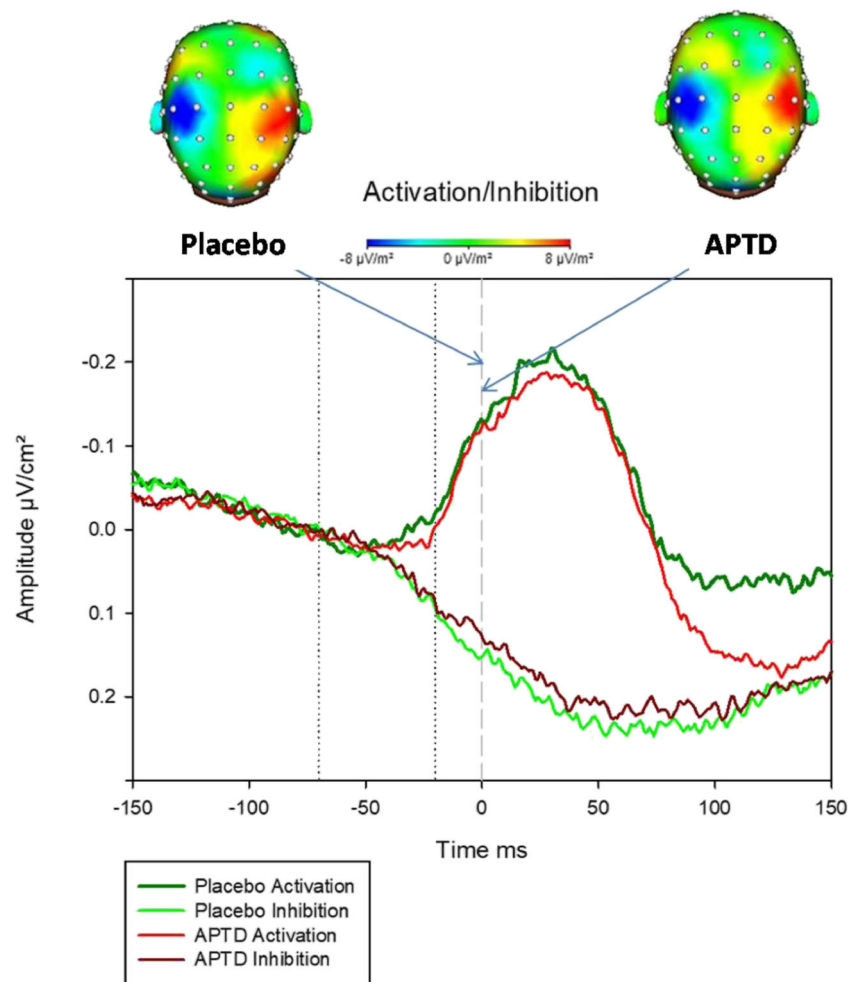 Activation/Inhibition
Placebo
APTD
-8 µV/m² 0 µV/m² 8 µV/m²
Amplitude µV/cm²
-0.2
-0.1
0.0
0.1
0.2
-150 -100 -50 0 50 100 150
Time ms
Placebo Activation
Placebo Inhibition
APTD Activation
APTD Inhibition